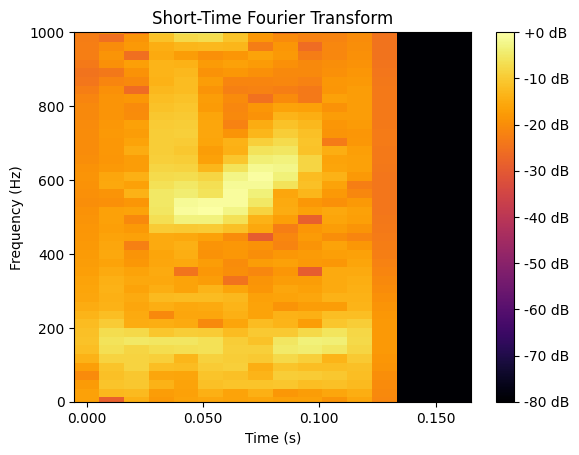 Short-Time Fourier Transform
1000
800
600
400
200
0
Frequency (Hz)
0.000
0.050
0.100
0.150
Time (s)
+0 dB
-10 dB
-20 dB
-30 dB
-40 dB
-50 dB
-60 dB
-70 dB
-80 dB